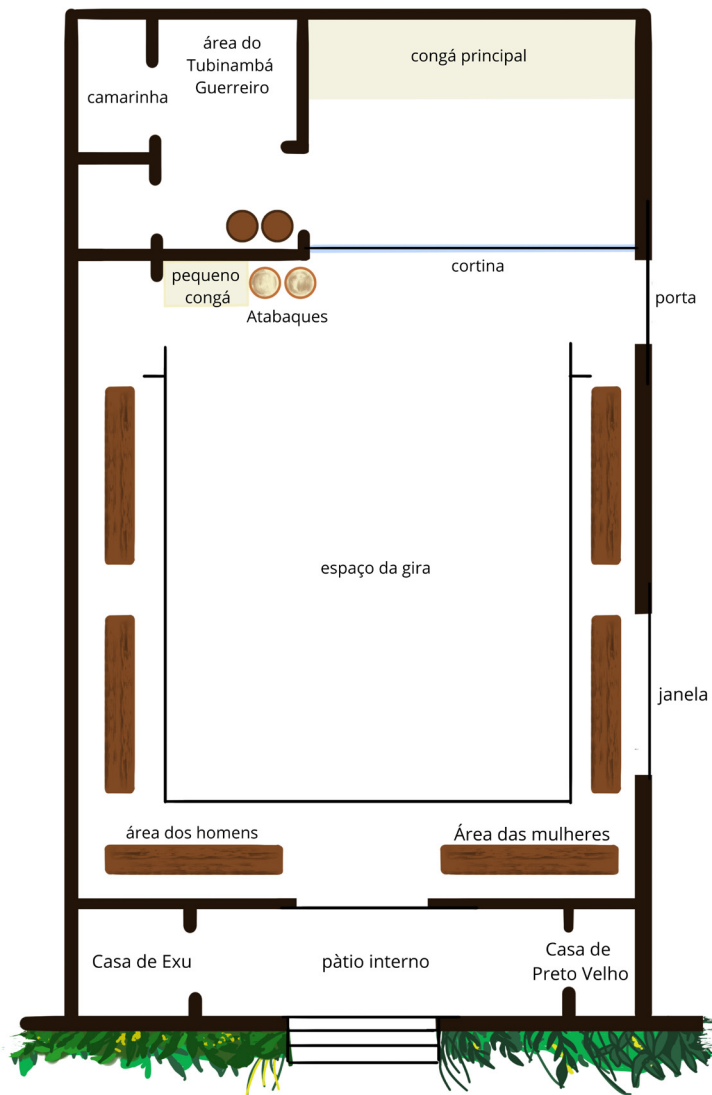 área do
Tubinambá
Guerreiro
congá principal
camarinha
cortina
pequeno
congá
porta
Atabaques
espaço da gira
janela
área dos homens
Área das mulheres
Casa de Exu
pàtio interno
Casa de
Preto Velho